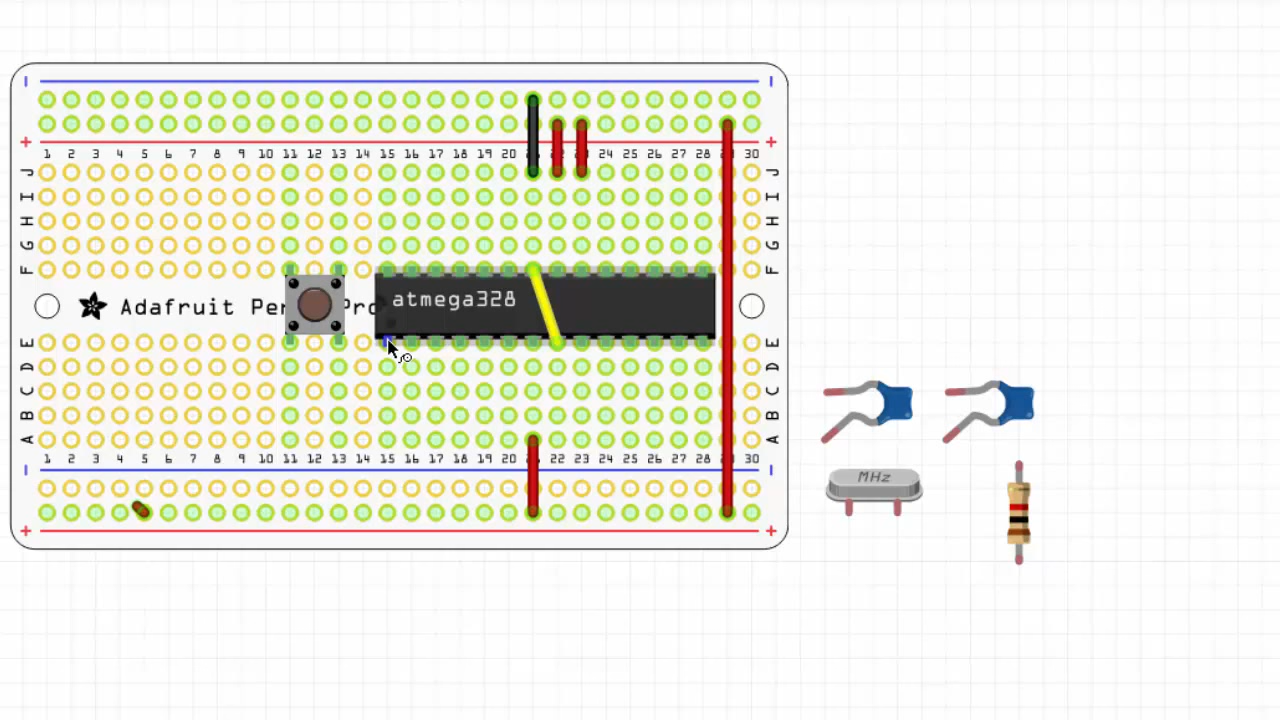 1 2 3 4 5 6 7 8 9 10 11 12 13 14 15 16 17 18 19 20 24 25 26 27 28 30
J J
I I
H H
G G
F F
atmega328
Adafruit Pe Pro
E E
D D
C C
B B
A A
1 2 3 4 5 6 7 8 9 10 11 12 13 14 15 16 17 18 19 20 22 23 24 25 26 27 28 30
MHz